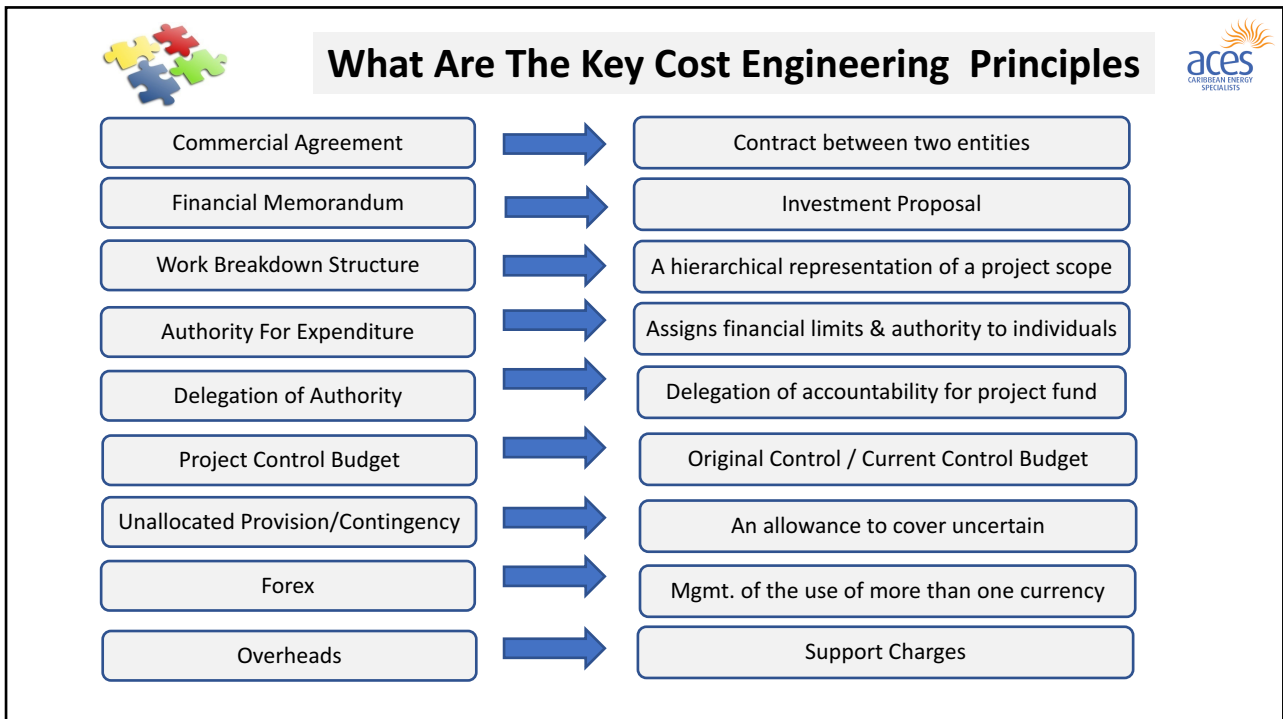 What Are The Key Cost Engineering Principles
aces
CARIBBEAN ENERGY
SPECIALISTS
Commercial Agreement
Contract between two entities
Financial Memorandum
Investment Proposal
Work Breakdown Structure
A hierarchical representation of a project scope
Authority For Expenditure
Assigns financial limits & authority to individuals
Delegation of Authority
Delegation of accountability for project fund
Project Control Budget
Original Control / Current Control Budget
Unallocated Provision/Contingency
An allowance to cover uncertain
Forex
Mgmt. of the use of more than one currency
Overheads
Support Charges